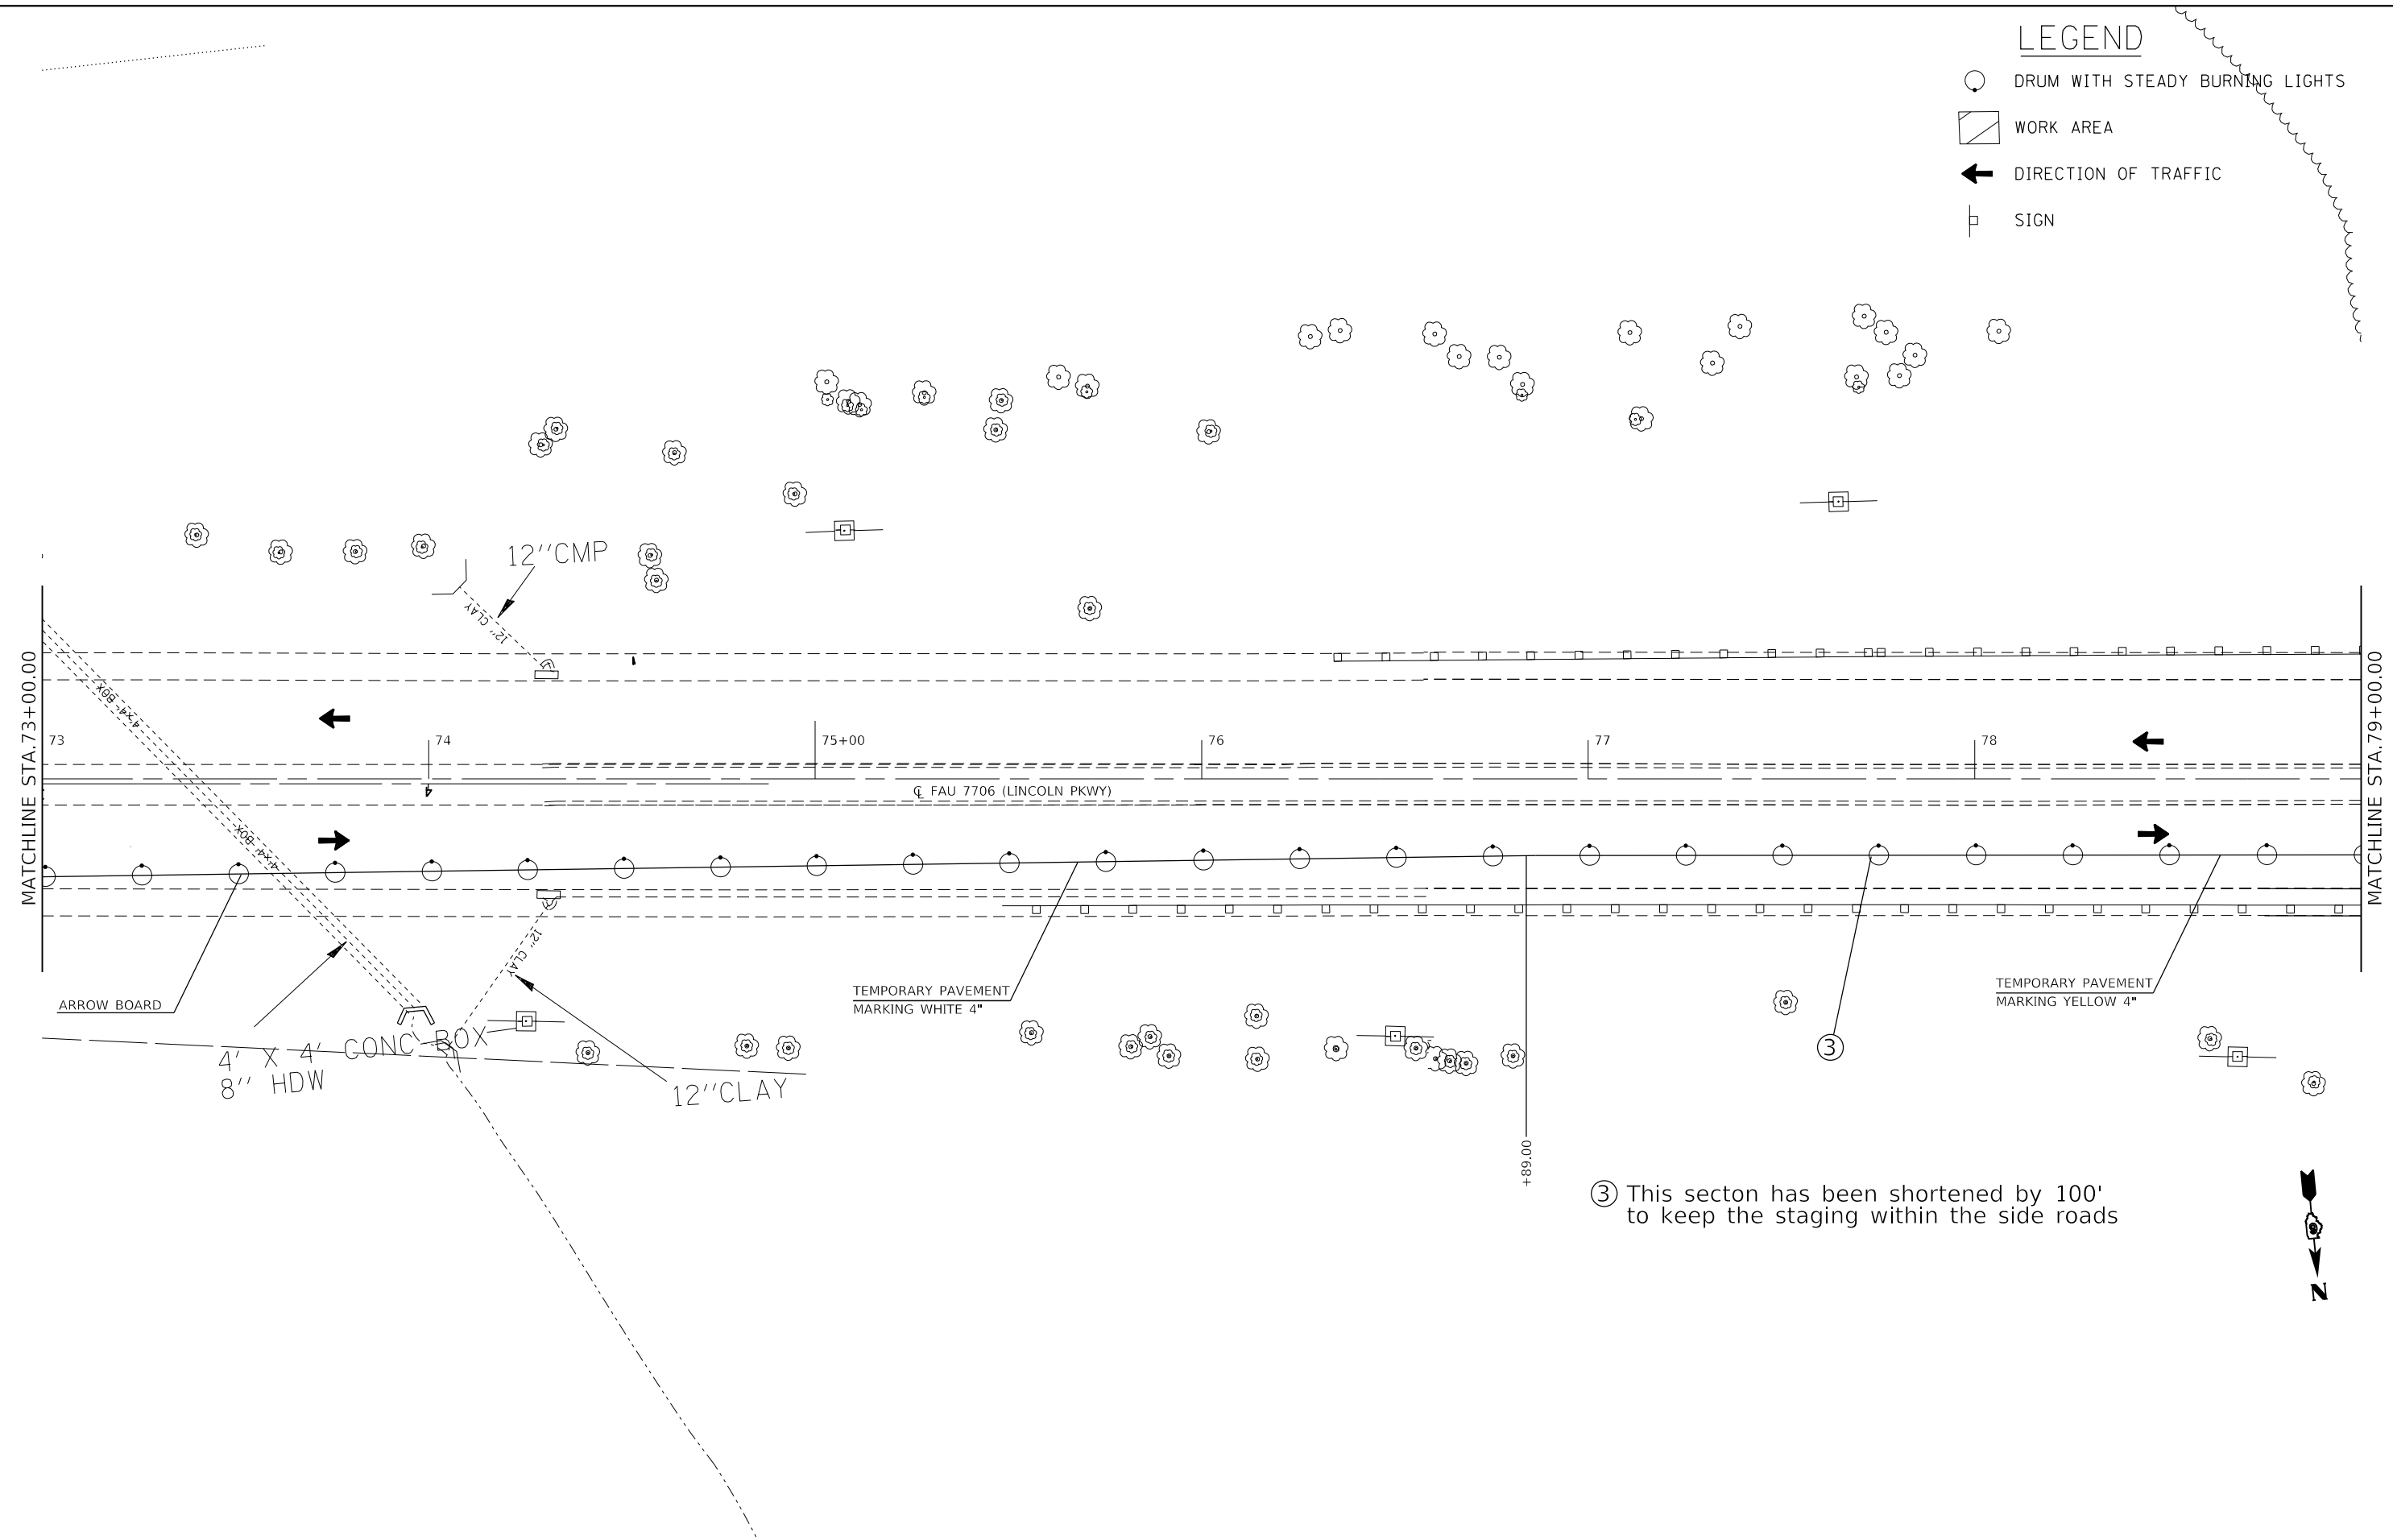 LEGEND
DRUM WITH STEADY BURNING LIGHTS
WORK AREA
DIRECTION OF TRAFFIC
SIGN
12''CMP
12'' CLAY
MATCHLINE STA.73+00.00
MATCHLINE STA.79+00.00
4'x4' BOX
73
74
75+00
76
77
78
℄ FAU 7706 (LINCOLN PKWY)
4'x4' BOX
12'' CLAY
ARROW BOARD
TEMPORARY PAVEMENT
MARKING WHITE 4"
TEMPORARY PAVEMENT
MARKING YELLOW 4"
4' X 4' CONC BOX
8'' HDW
12''CLAY
3
+89.00
3 This secton has been shortened by 100'
to keep the staging within the side roads
N